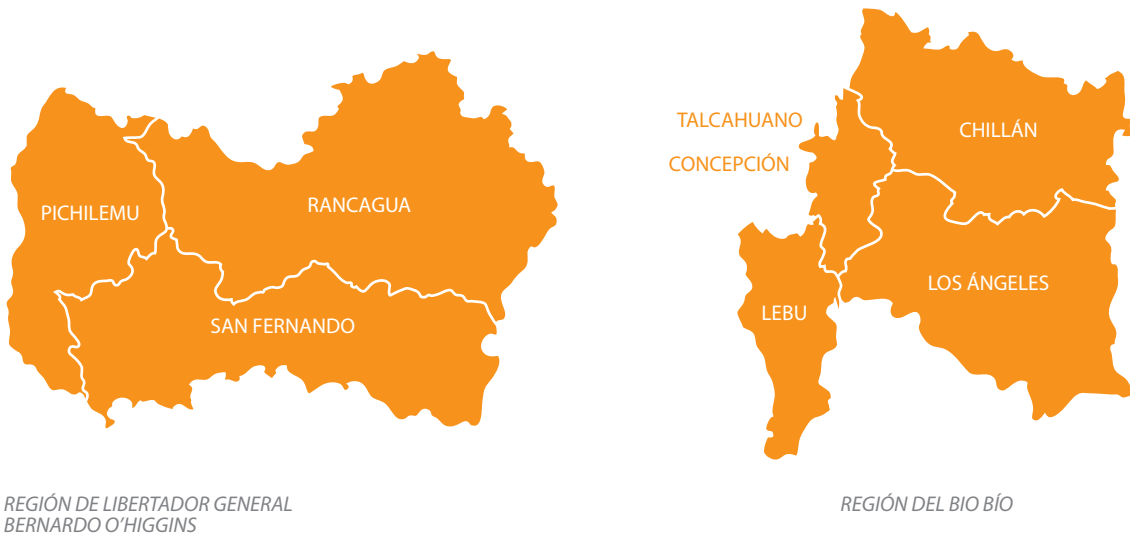 PICHILEMU
RANCAGUA
SAN FERNANDO
REGIÓN DE LIBERTADOR GENERAL
BERNARDO O'HIGGINS
TALCAHUANO
CONCEPCIÓN
CHILLÁN
LOS ÁNGELES
LEBU
REGIÓN DEL BIO BÍO